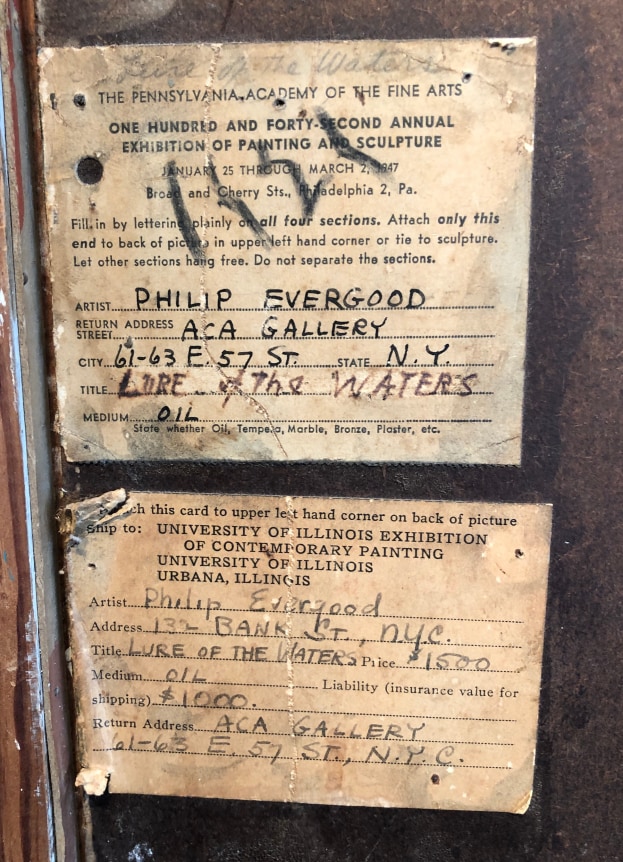 Lure of the Waters
THE PENNSYLVANIA ACADEMY OF THE FINE ARTS
ONE HUNDRED AND FORTY-SECOND ANNUAL
EXHIBITION OF PAINTING AND SCULPTURE
JANUARY 25 THROUGH MARCH 2, 1947
Broad and Cherry Sts., Philadelphia 2, Pa.
Fill in by lettering plainly on all four sections. Attach only this
end to back of picture in upper left hand corner or tie to sculpture.
Let other sections hang free. Do not separate the sections.
ARTIST PHILIP EVERGOOD
RETURN ADDRESS
STREET ACA GALLERY
CITY 61-63 E. 57 ST. STATE N.Y.
TITLE LURE of The WATERS
MEDIUM OIL
State whether Oil, Tempera, Marble, Bronze, Plaster, etc.
this card to upper left hand corner on back of picture
Ship to: UNIVERSITY OF ILLINOIS EXHIBITION
OF CONTEMPORARY PAINTING
UNIVERSITY OF ILLINOIS
URBANA, ILLINOIS
Artist Philip Evergood
Address 132 BANK ST., N.Y.C.
Title LURE OF THE WATERS Price $1500
Medium OIL Liability (insurance value for
shipping) $1000.
Return Address ACA GALLERY
61-63 E. 57 ST., N.Y.C.